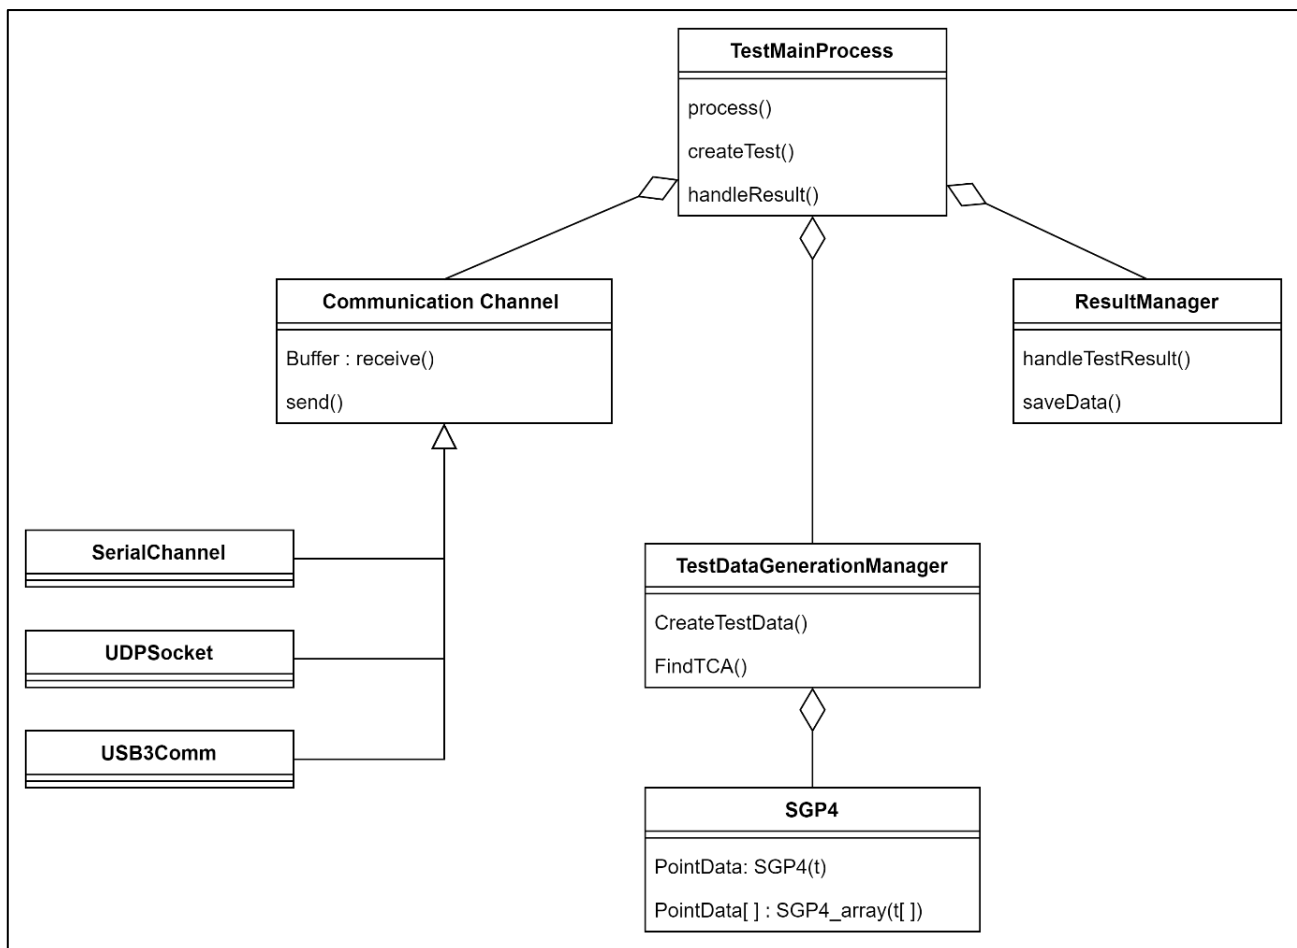 TestMainProcess
process()
createTest()
handleResult()
Communication Channel
Buffer : receive()
send()
ResultManager
handleTestResult()
saveData()
SerialChannel
UDPSocket
USB3Comm
TestDataGenerationManager
CreateTestData()
FindTCA()
SGP4
PointData: SGP4(t)
PointData[ ] : SGP4_array(t[ ])